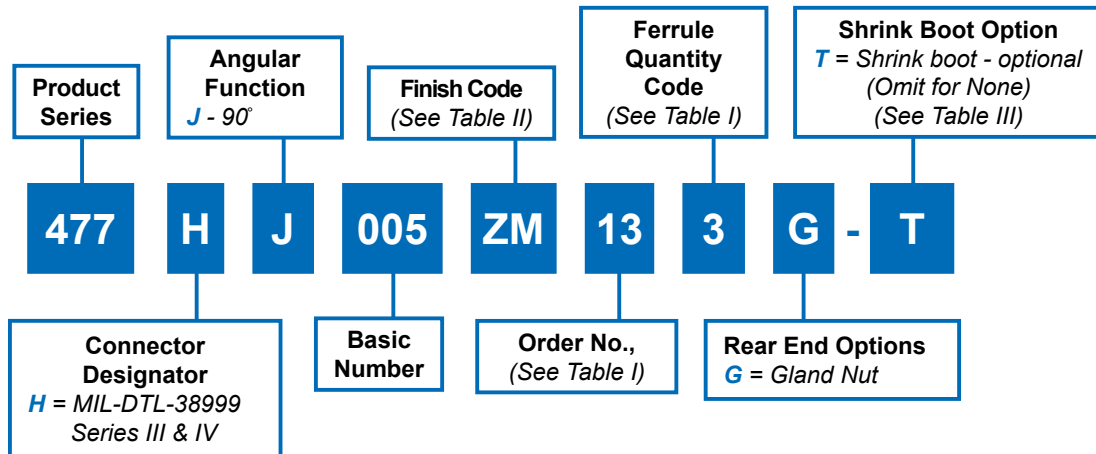 Product
Series
Angular
Function
J - 90°
Finish Code
(See Table II)
Ferrule
Quantity
Code
(See Table I)
Shrink Boot Option
T = Shrink boot - optional
(Omit for None)
(See Table III)
477 H J 005 ZM 13 3 G - T
Connector
Designator
H = MIL-DTL-38999
Series III & IV
Basic
Number
Order No.,
(See Table I)
Rear End Options
G = Gland Nut